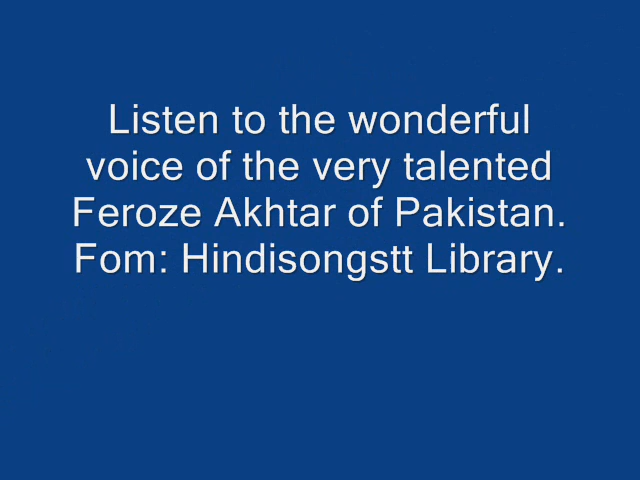 Listen to the wonderful
voice of the very talented
Feroze Akhtar of Pakistan.
Fom: Hindisongstt Library.